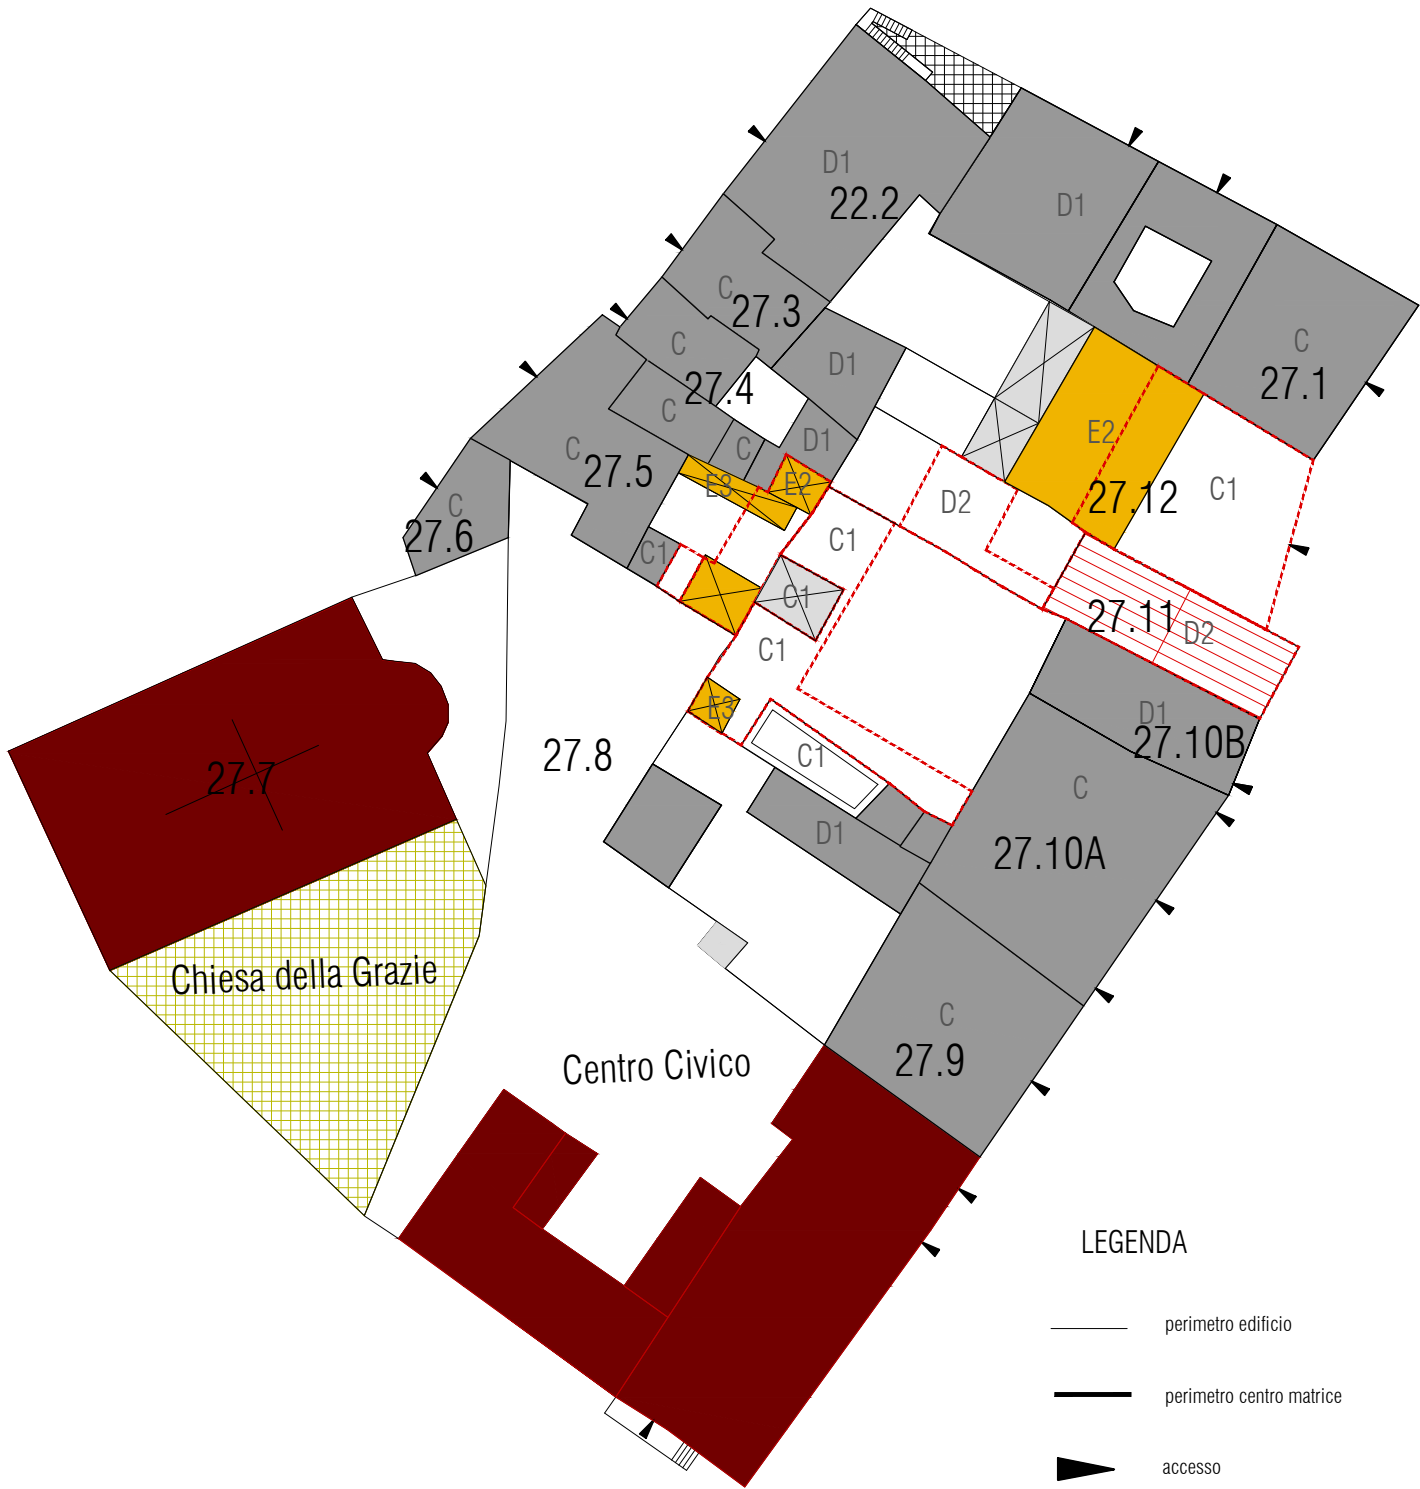 D1
22.2
D1
C
27.3
C
27.4
D1
C
27.1
C
C
D1
C
27.5
E3
E2
E2
27.12
C1
D2
C
27.6
C1
C1
C1
27.11
D2
C1
E3
D1
27.10B
27.8
C1
27.7
C
D1
27.10A
Chiesa della Grazie
C
27.9
Centro Civico
LEGENDA
perimetro edificio
perimetro centro matrice
accesso